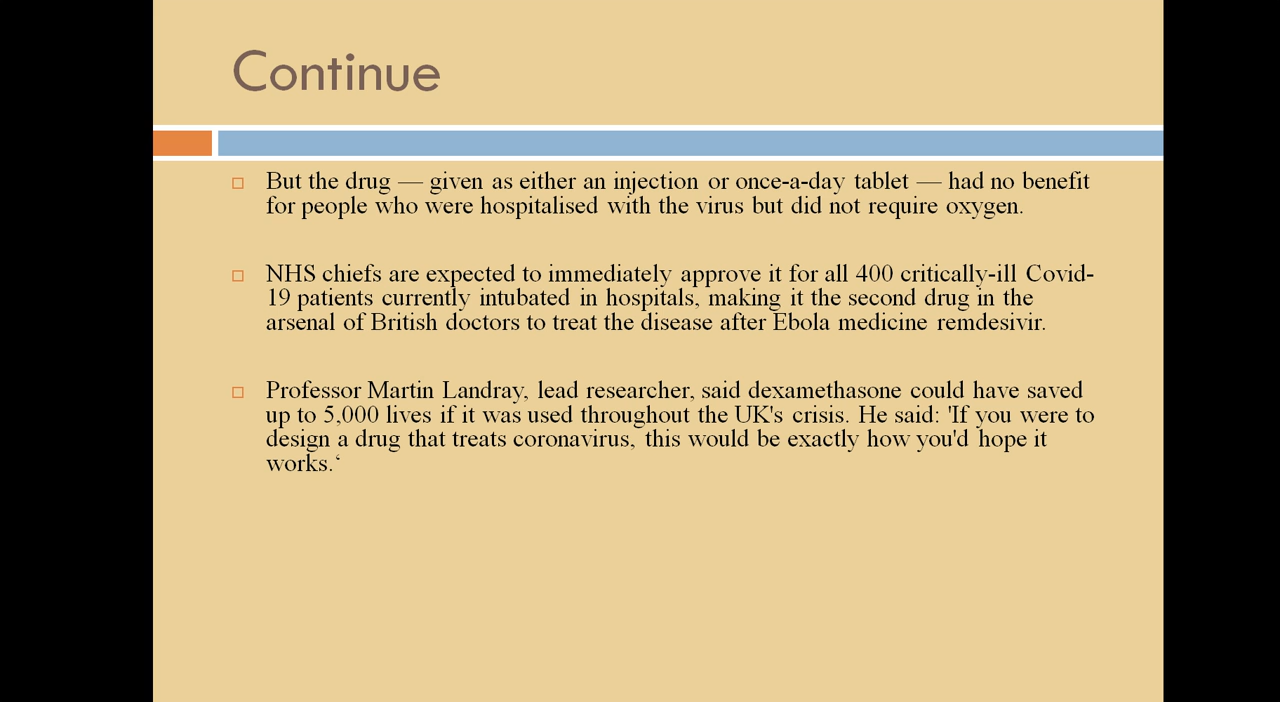 Continue
But the drug — given as either an injection or once-a-day tablet — had no benefit
for people who were hospitalised with the virus but did not require oxygen.
NHS chiefs are expected to immediately approve it for all 400 critically-ill Covid-
19 patients currently intubated in hospitals, making it the second drug in the
arsenal of British doctors to treat the disease after Ebola medicine remdesivir.
Professor Martin Landray, lead researcher, said dexamethasone could have saved
up to 5,000 lives if it was used throughout the UK's crisis. He said: 'If you were to
design a drug that treats coronavirus, this would be exactly how you'd hope it
works.‘